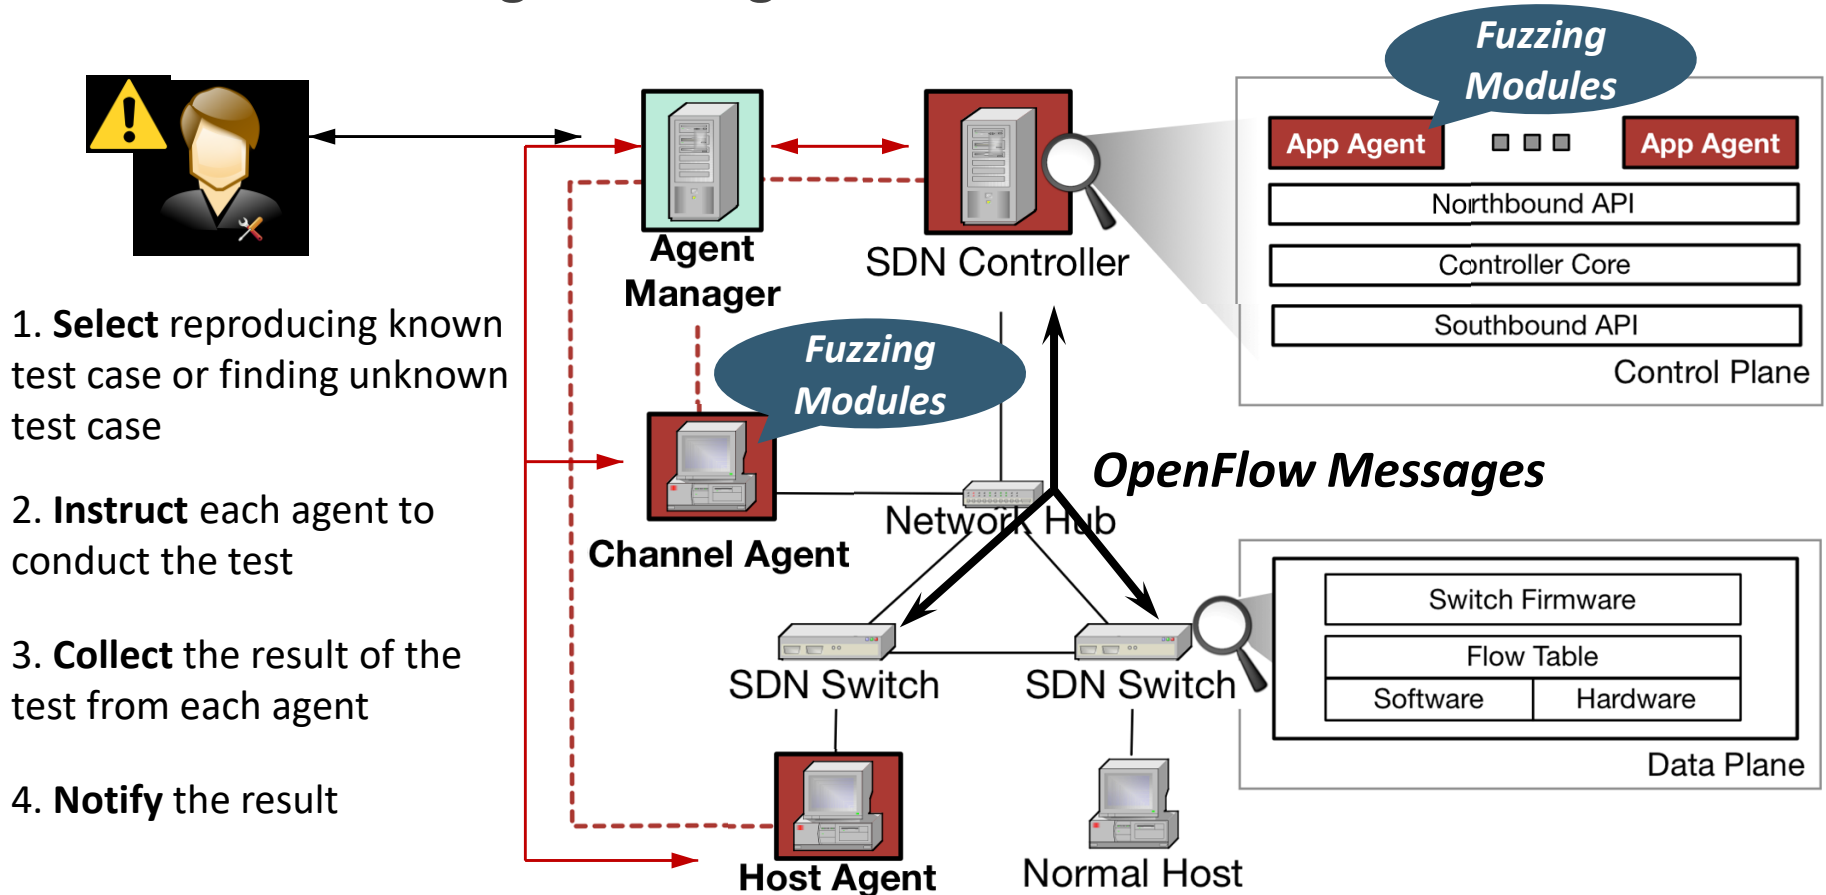 Fuzzing
Modules
App Agent
App Agent
Northbound API
Controller Core
Southbound API
Control Plane
Agent
Manager
SDN Controller
1. Select reproducing known
test case or finding unknown
test case
2. Instruct each agent to
conduct the test
3. Collect the result of the
test from each agent
4. Notify the result
Fuzzing
Modules
Channel Agent
OpenFlow Messages
Network Hub
SDN Switch
SDN Switch
Host Agent
Normal Host
Switch Firmware
Flow Table
Software
Hardware
Data Plane